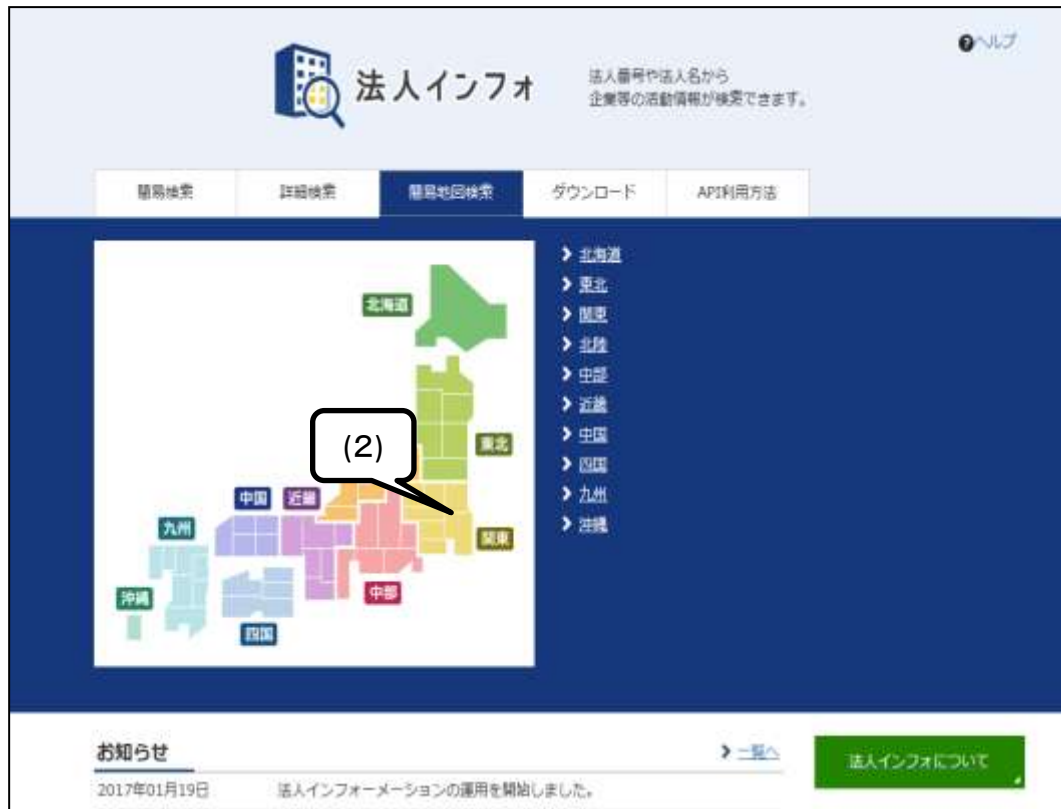 ?ヘルプ
法人インフォ
法人番号や法人名から
企業等の活動情報が検索できます。
簡易検索
詳細検索
簡易地図検索
ダウンロード
API利用方法
北海道
東北
関東
北陸
中部
近畿
中国
四国
九州
沖縄
北海道
(2)
東北
中国
近畿
九州
関東
沖縄
中部
四国
お知らせ
一覧へ
法人インフォについて
2017年01月19日
法人インフォーメーションの運用を開始しました。